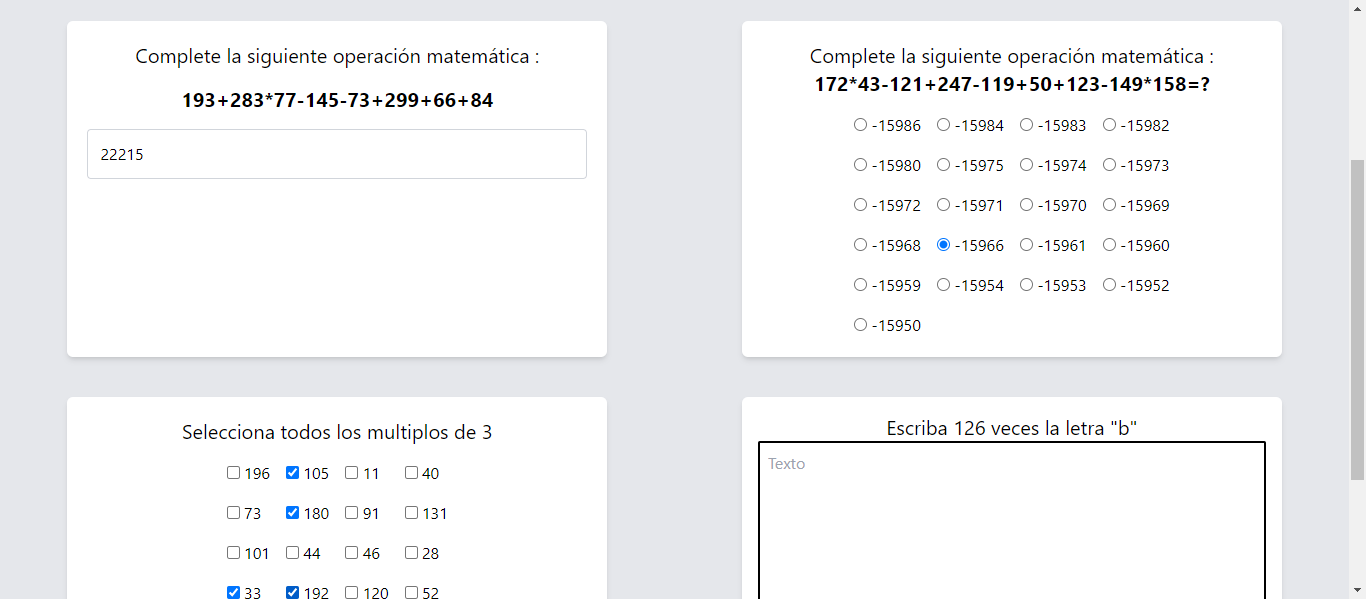 Complete la siguiente operación matemática :
193+283*77-145-73+299+66+84
22215
Complete la siguiente operación matemática :
172*43-121+247-119+50+123-149*158=?
-15986 -15984 -15983 -15982
-15980 -15975 -15974 -15973
-15972 -15971 -15970 -15969
-15968 -15966 -15961 -15960
-15959 -15954 -15953 -15952
-15950
Selecciona todos los multiplos de 3
196 105 11 40
73 180 91 131
101 44 46 28
33 192 120 52
Escriba 126 veces la letra "b"
Texto